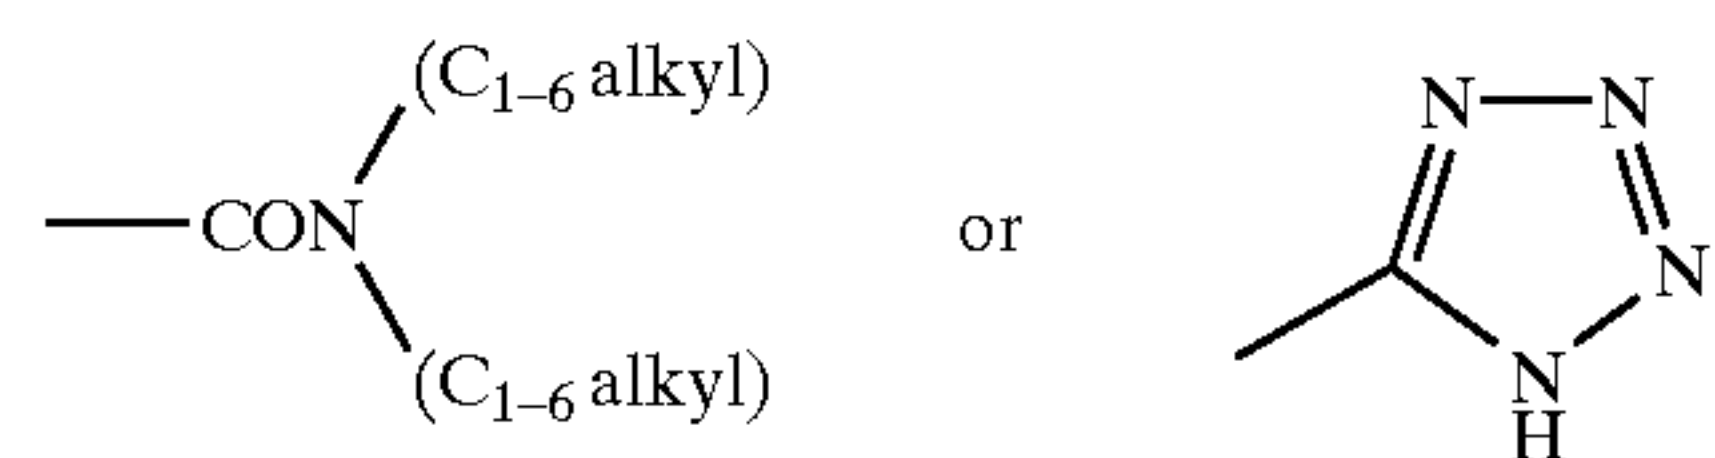 (C1–6 alkyl)
N N
CON or
N
(C1–6 alkyl)
N
H